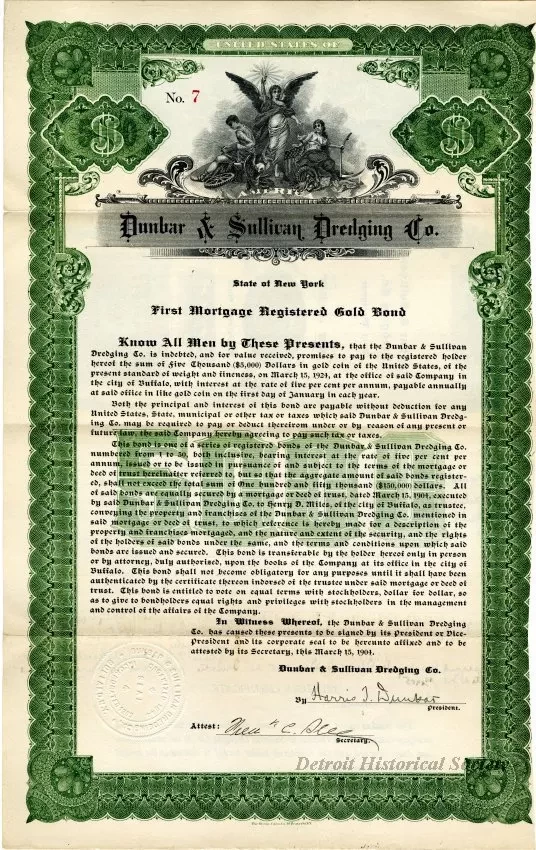 UNITED STATES OF
No. 7
AMERICA
Dunbar & Sullivan Dredging Co.
State of New York
First Mortgage Registered Gold Bond
Know All Men by These Presents, that the Dunbar & Sullivan
Dredging Co. is indebted, and for value received, promises to pay to the registered holder
hereof the sum of Five Thousand ($5,000) Dollars in gold coin of the United States, of the
present standard of weight and fineness, on March 15, 1924, at the office of said Company in
the city of Buffalo, with interest at the rate of five per cent per annum, payable annually
at said office in like gold coin on the first day of January in each year.
Both the principal and interest of this bond are payable without deduction for any
United States, State, municipal or other tax or taxes which said Dunbar & Sullivan Dredg-
ing Co. may be required to pay or deduct therefrom under or by reason of any present or
future law, the said Company hereby agreeing to pay such tax or taxes.
This bond is one of a series of registered bonds of the Dunbar & Sullivan Dredging Co.
numbered from 1 to 50, both inclusive, bearing interest at the rate of five per cent per
annum, issued or to be issued in pursuance of and subject to the terms of the mortgage or
deed of trust hereinafter referred to, but so that the aggregate amount of said bonds register-
ed, shall not exceed the total sum of One hundred and fifty thousand ($150,000) dollars. All
of said bonds are equally secured by a mortgage or deed of trust, dated March 15, 1904, executed
by said Dunbar & Sullivan Dredging Co. to Henry D. Miles, of the city of Buffalo, as trustee,
conveying the property and franchises of the Dunbar & Sullivan Dredging Co. mentioned in
said mortgage or deed of trust, to which reference is hereby made for a description of the
property and franchises mortgaged, and the nature and extent of the security, and the rights
of the holders of said bonds under the same, and the terms and conditions upon which said
bonds are issued and secured. This bond is transferable by the holder hereof only in person
or by attorney, duly authorised, upon the books of the Company at its office in the city of
Buffalo. This bond shall not become obligatory for any purposes until it shall have been
authenticated by the certificate thereon indorsed of the trustee under said mortgage or deed of
trust. This bond is entitled to vote on equal terms with stockholders, dollar for dollar, so
as to give to bondholders equal rights and privileges with stockholders in the management
and control of the affairs of the Company.
In Witness Whereof, the Dunbar & Sullivan Dredging
Co. has caused these presents to be signed by its president or Vice-
President and its corporate seal to be hereunto affixed and to be
attested by its Secretary, this March 15, 1904.
Dunbar & Sullivan Dredging Co.
By Harris T. Dunbar
President.
Attest:
Secretary.
Detroit Historical Society